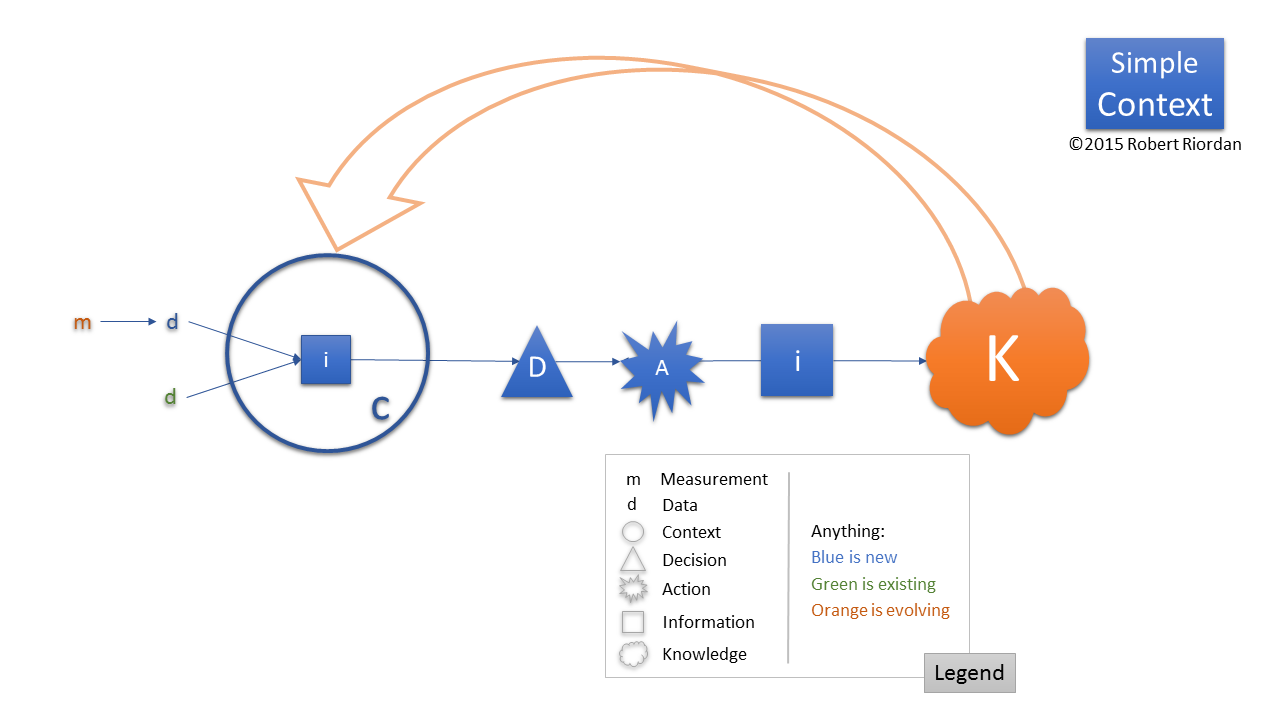 Simple
Context
©2015 Robert Riordan
m
d
d
i
C
D
A
i
K
m Measurement
d Data
Context
Decision
Action
Information
Knowledge
Anything:
Blue is new
Green is existing
Orange is evolving
Legend